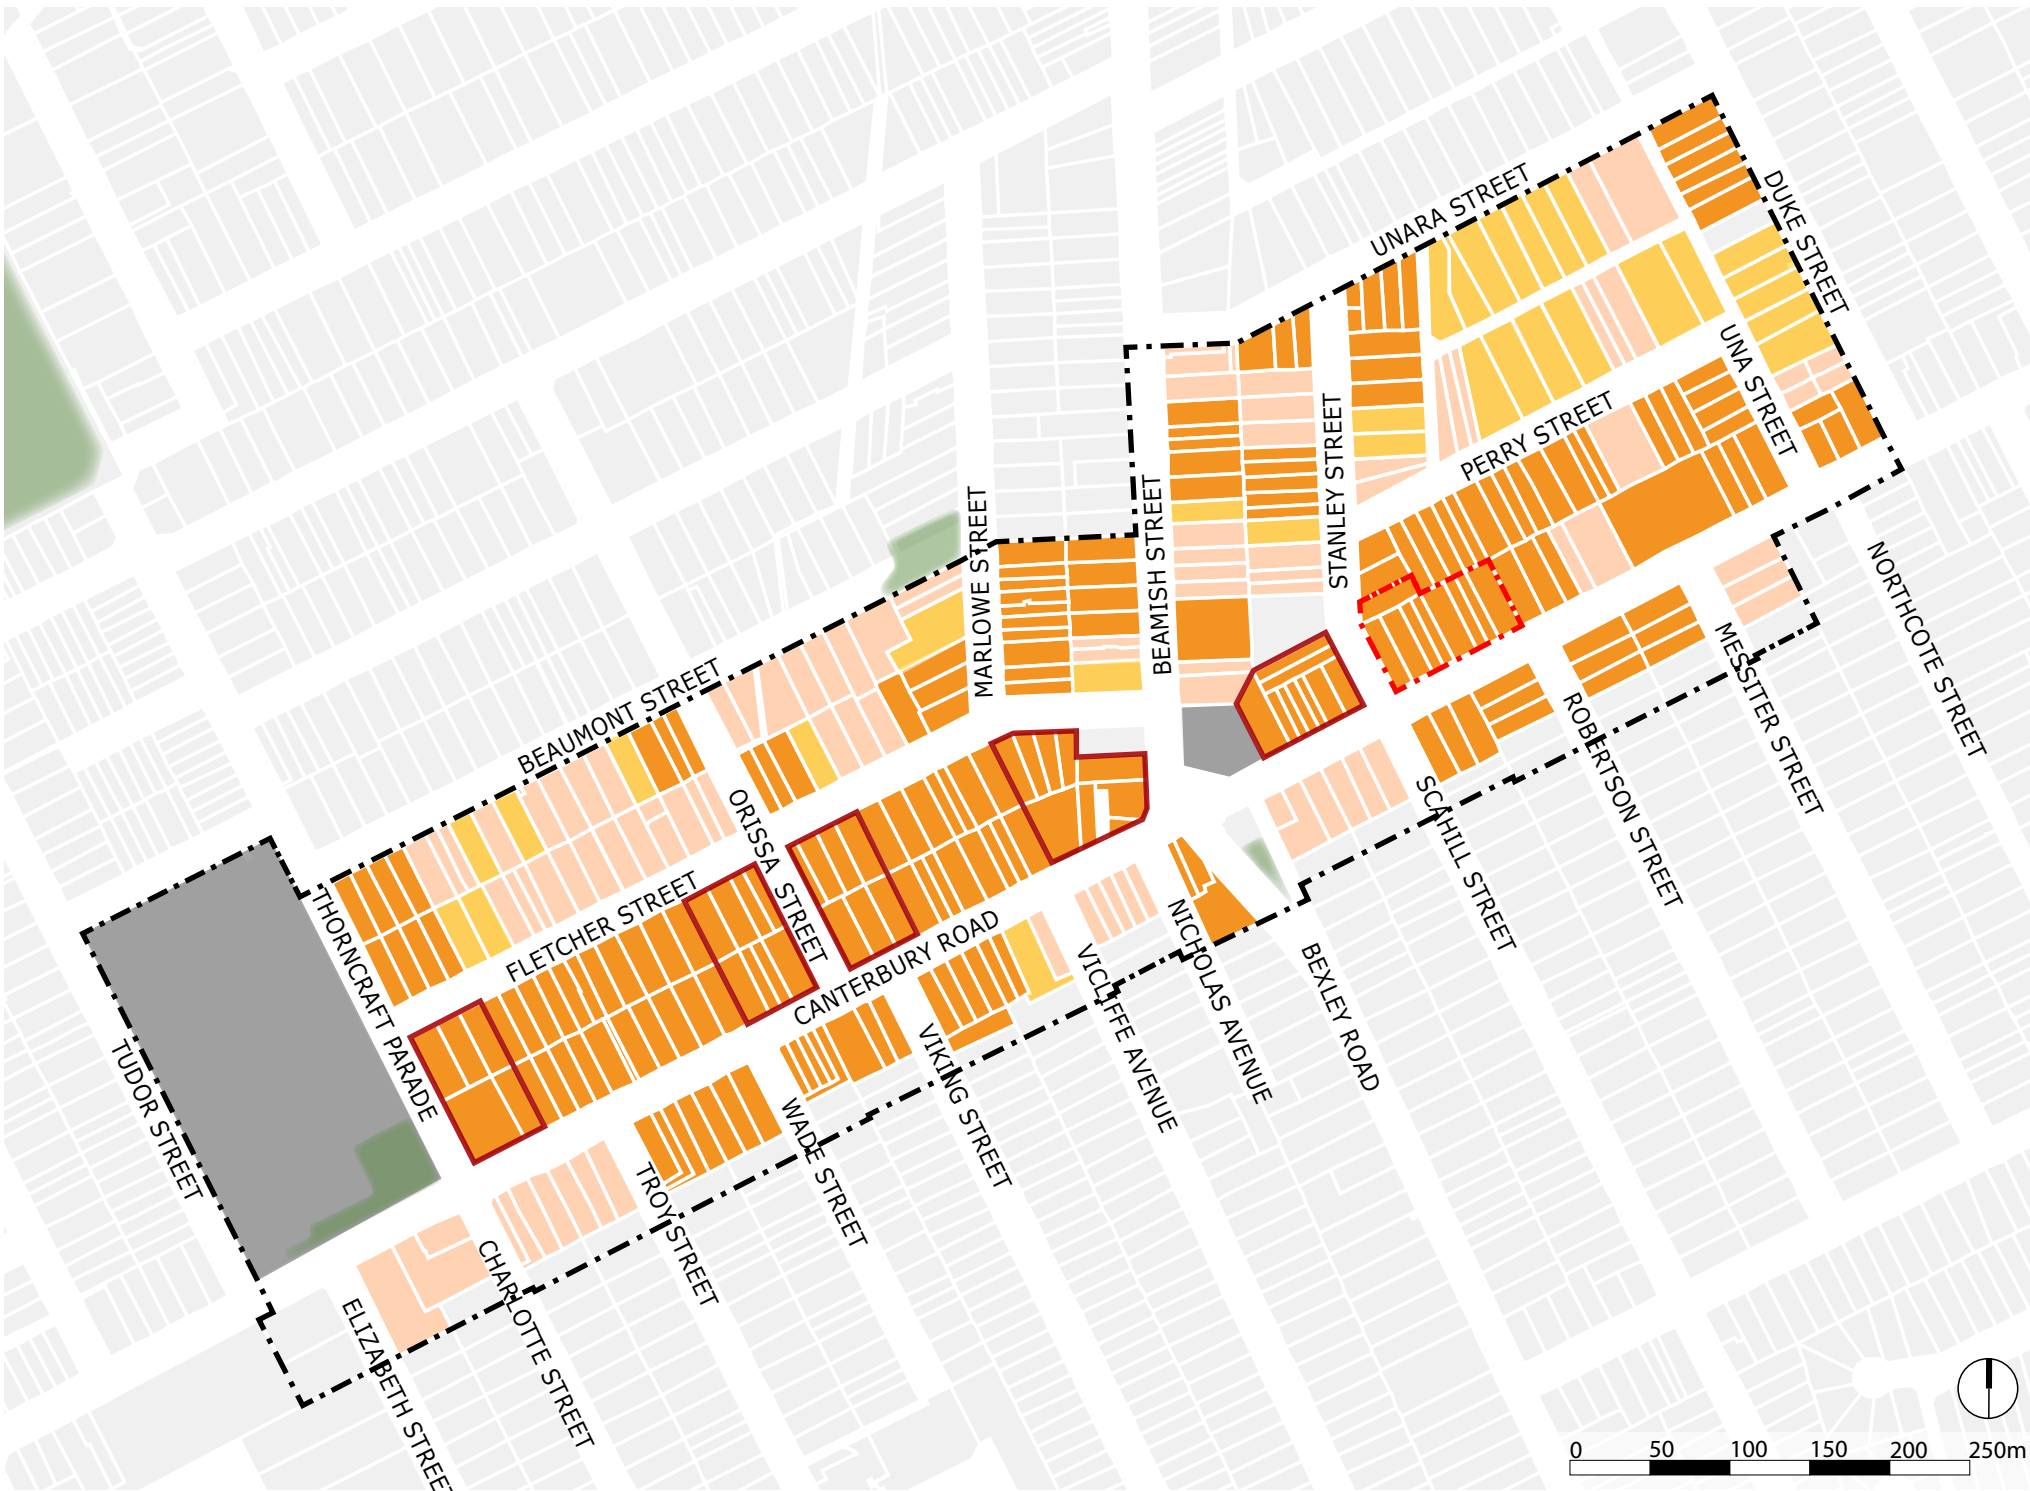 UNARA STREET
DUKE STREET
UNA STREET
PERRY STREET
STANLEY STREET
BEAMISH STREET
MARLOWE STREET
NORTHCOTE STREET
BEAUMONT STREET
MESSITER STREET
ROBERTSON STREET
ORISSA STREET
SCAHILL STREET
FLETCHER STREET
THORNCRAFT PARADE
CANTERBURY ROAD
NICHOLAS AVENUE
BEXLEY ROAD
VICLIFFE AVENUE
VIKING STREET
TUDOR STREET
WADE STREET
TROY STREET
CHARLOTTE STREET
ELIZABETH STREET
0 50 100 150 200 250m